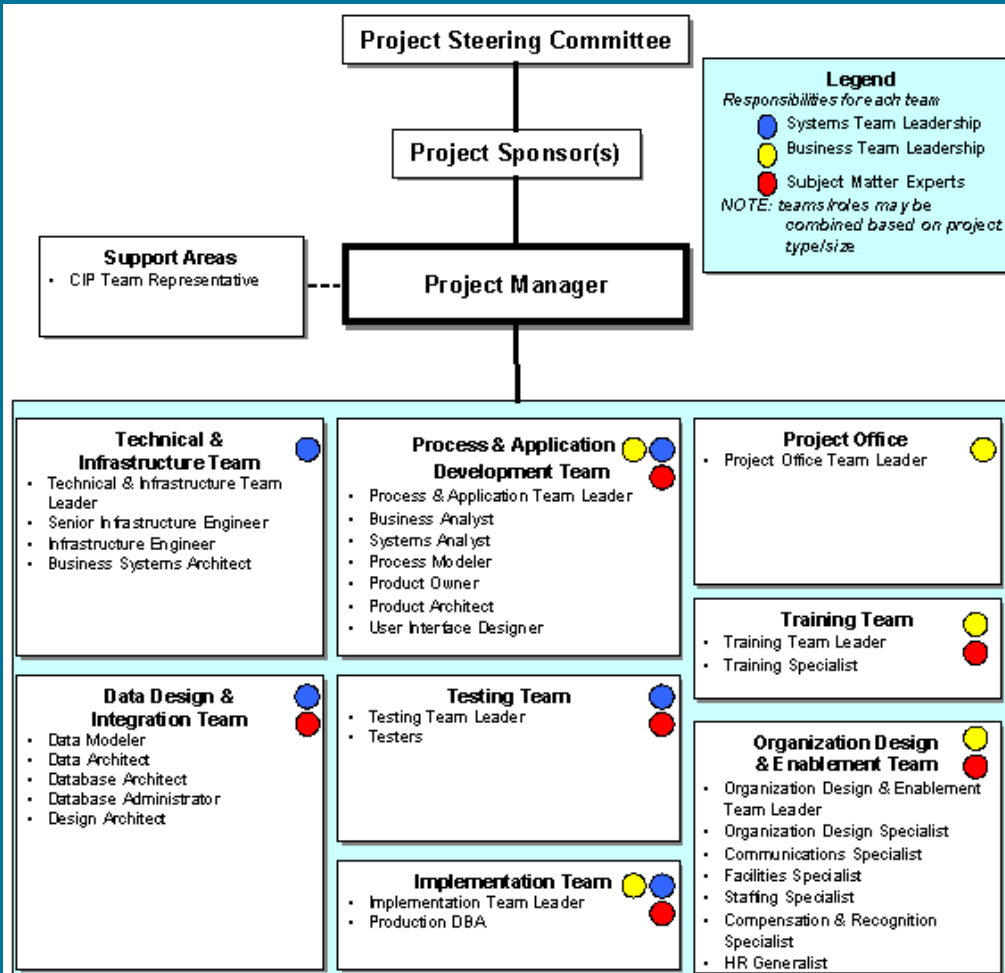 Project Steering Committee
Legend
Responsibilities for each team
Systems Team Leadership
Business Team Leadership
Subject Matter Experts
NOTE: teams/roles may be
combined based on project
type/size
Project Sponsor(s)
Support Areas
• CIP Team Representative
Project Manager
Technical &
Infrastructure Team
• Technical & Infrastructure Team
Leader
• Senior Infrastructure Engineer
• Infrastructure Engineer
• Business Systems Architect
Process & Application
Development Team
• Process & Application Team Leader
• Business Analyst
• Systems Analyst
• Process Modeler
• Product Owner
• Product Architect
• User Interface Designer
Project Office
• Project Office Team Leader
Training Team
• Training Team Leader
• Training Specialist
Data Design &
Integration Team
• Data Modeler
• Data Architect
• Database Architect
• Database Administrator
• Design Architect
Testing Team
• Testing Team Leader
• Testers
Implementation Team
• Implementation Team Leader
• Production DBA
Organization Design
& Enablement Team
• Organization Design & Enablement
Team Leader
• Organization Design Specialist
• Communications Specialist
• Facilities Specialist
• Staffing Specialist
• Compensation & Recognition
Specialist
• HR Generalist